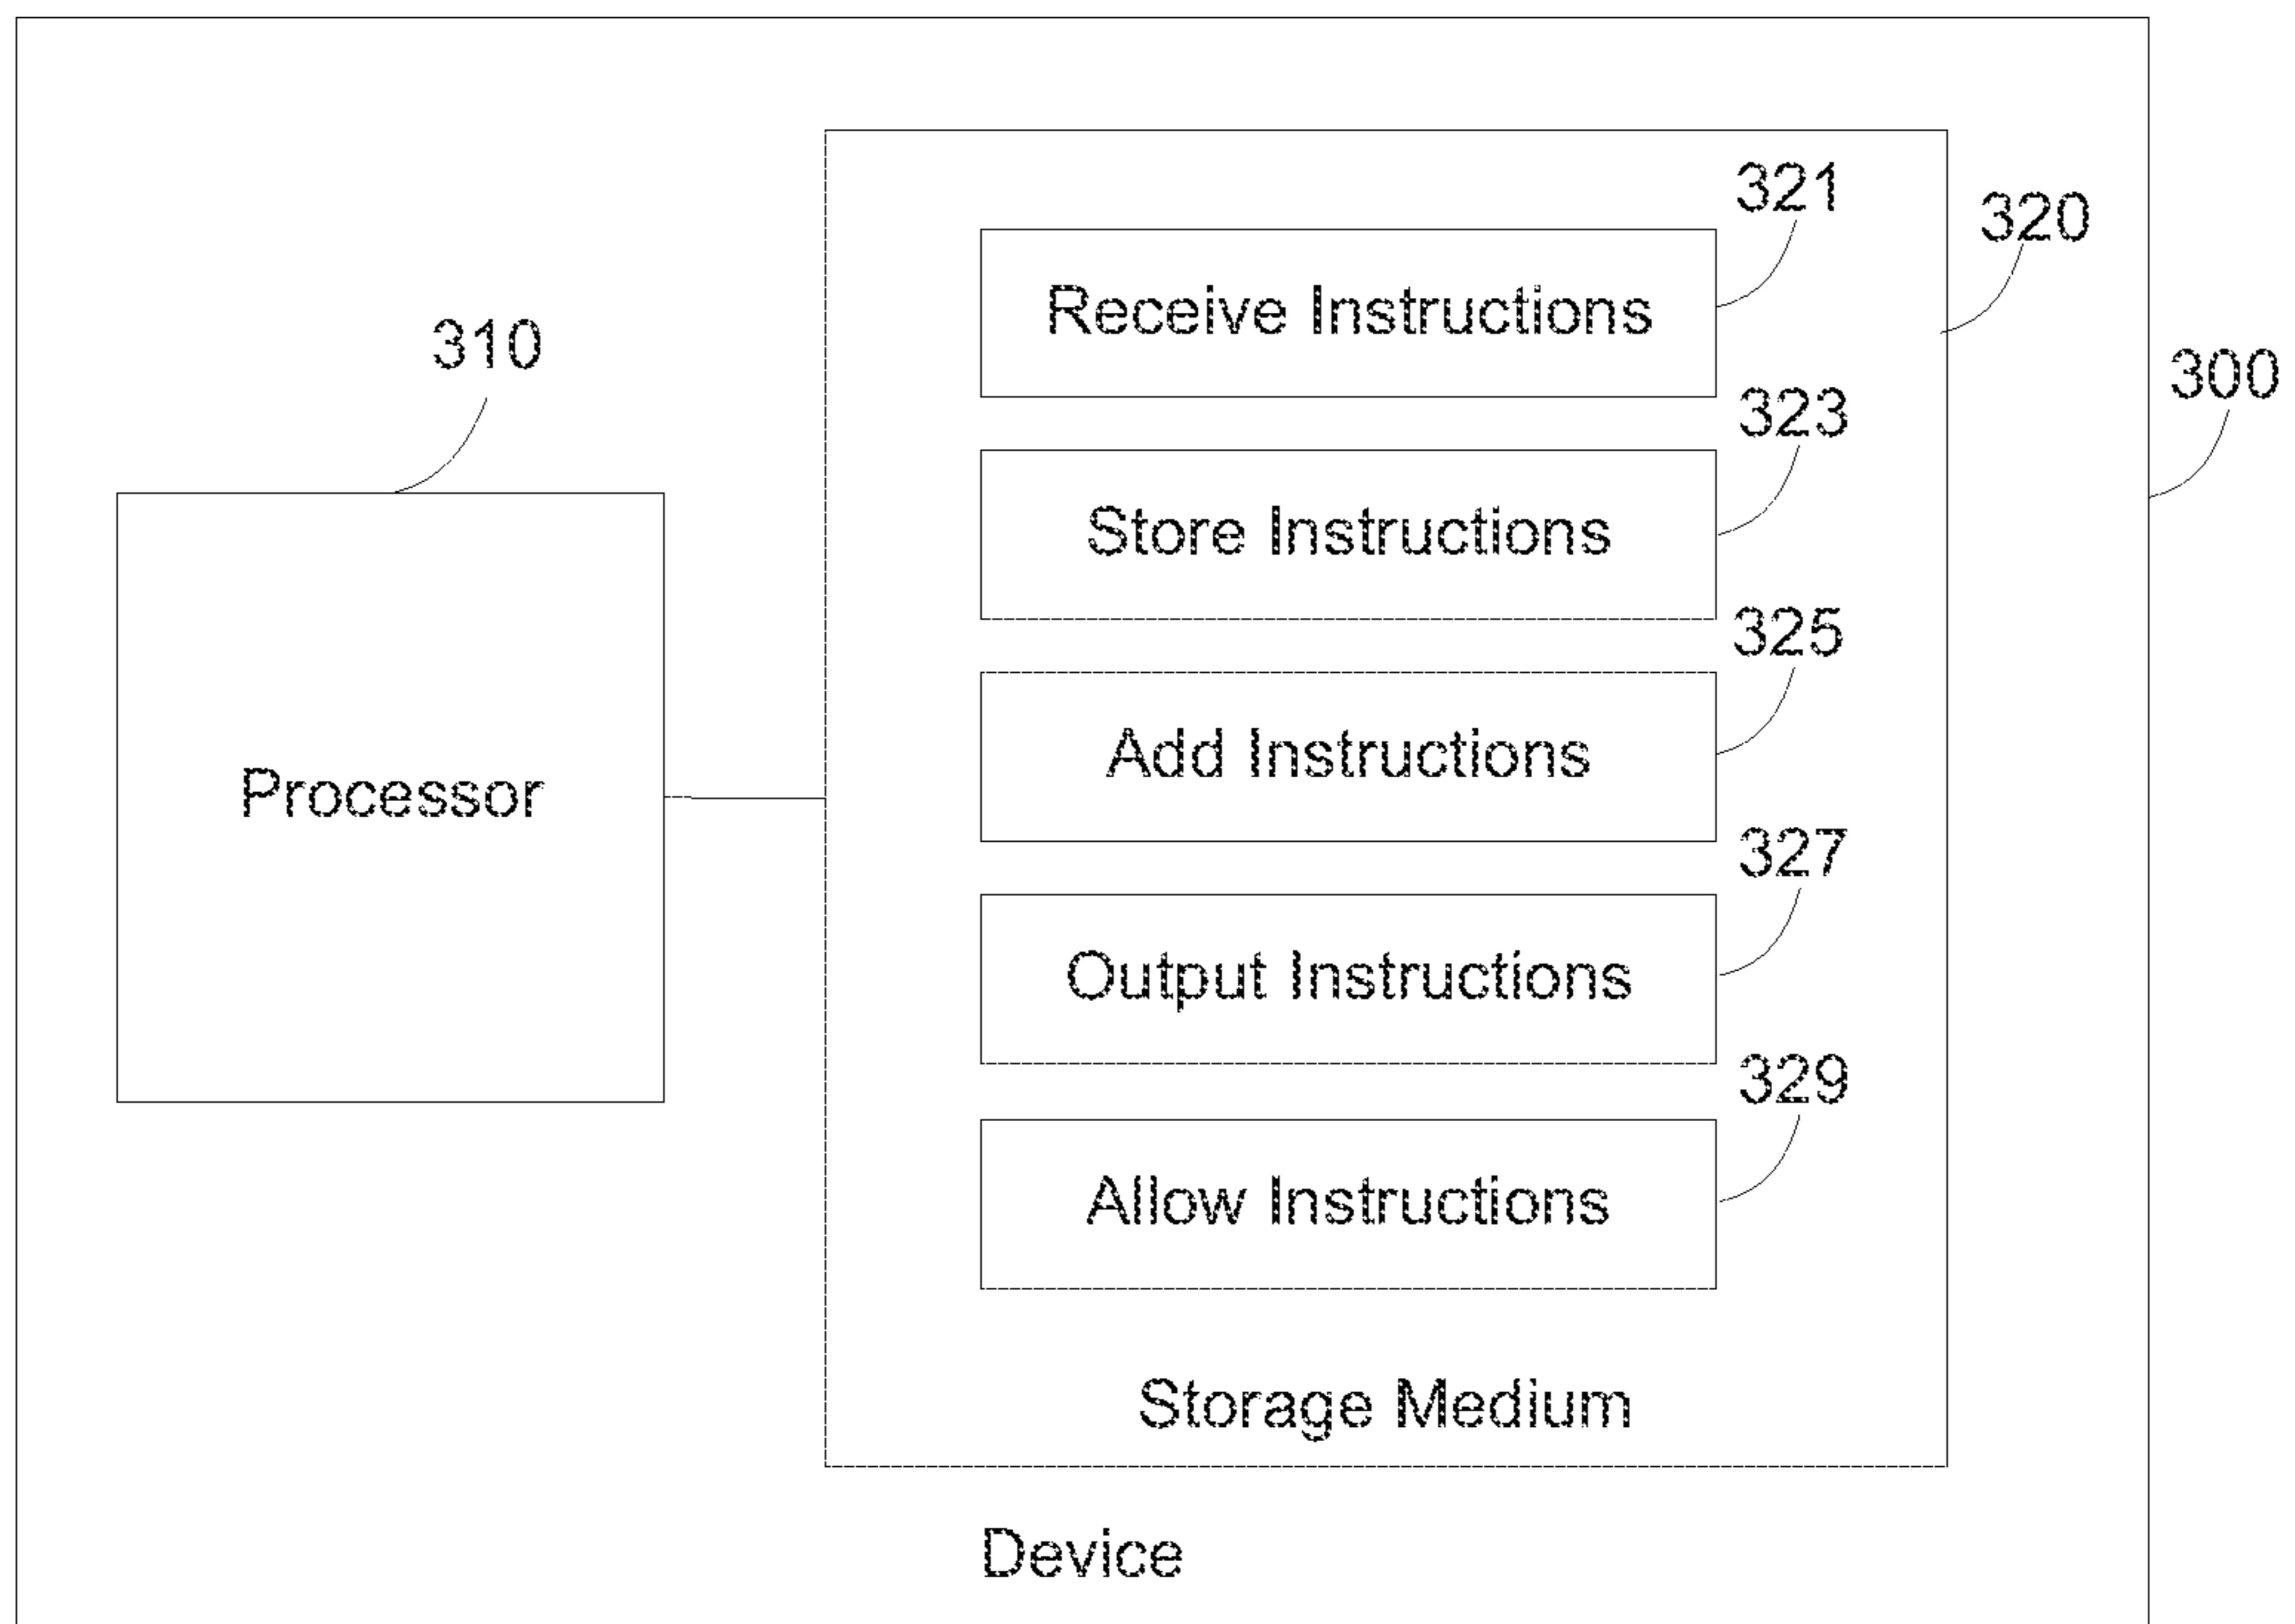 321
320
Receive Instructions
310
300
323
Store Instructions
325
Add Instructions
Processor
327
Output Instructions
329
Allow Instructions
Storage Medium
Device